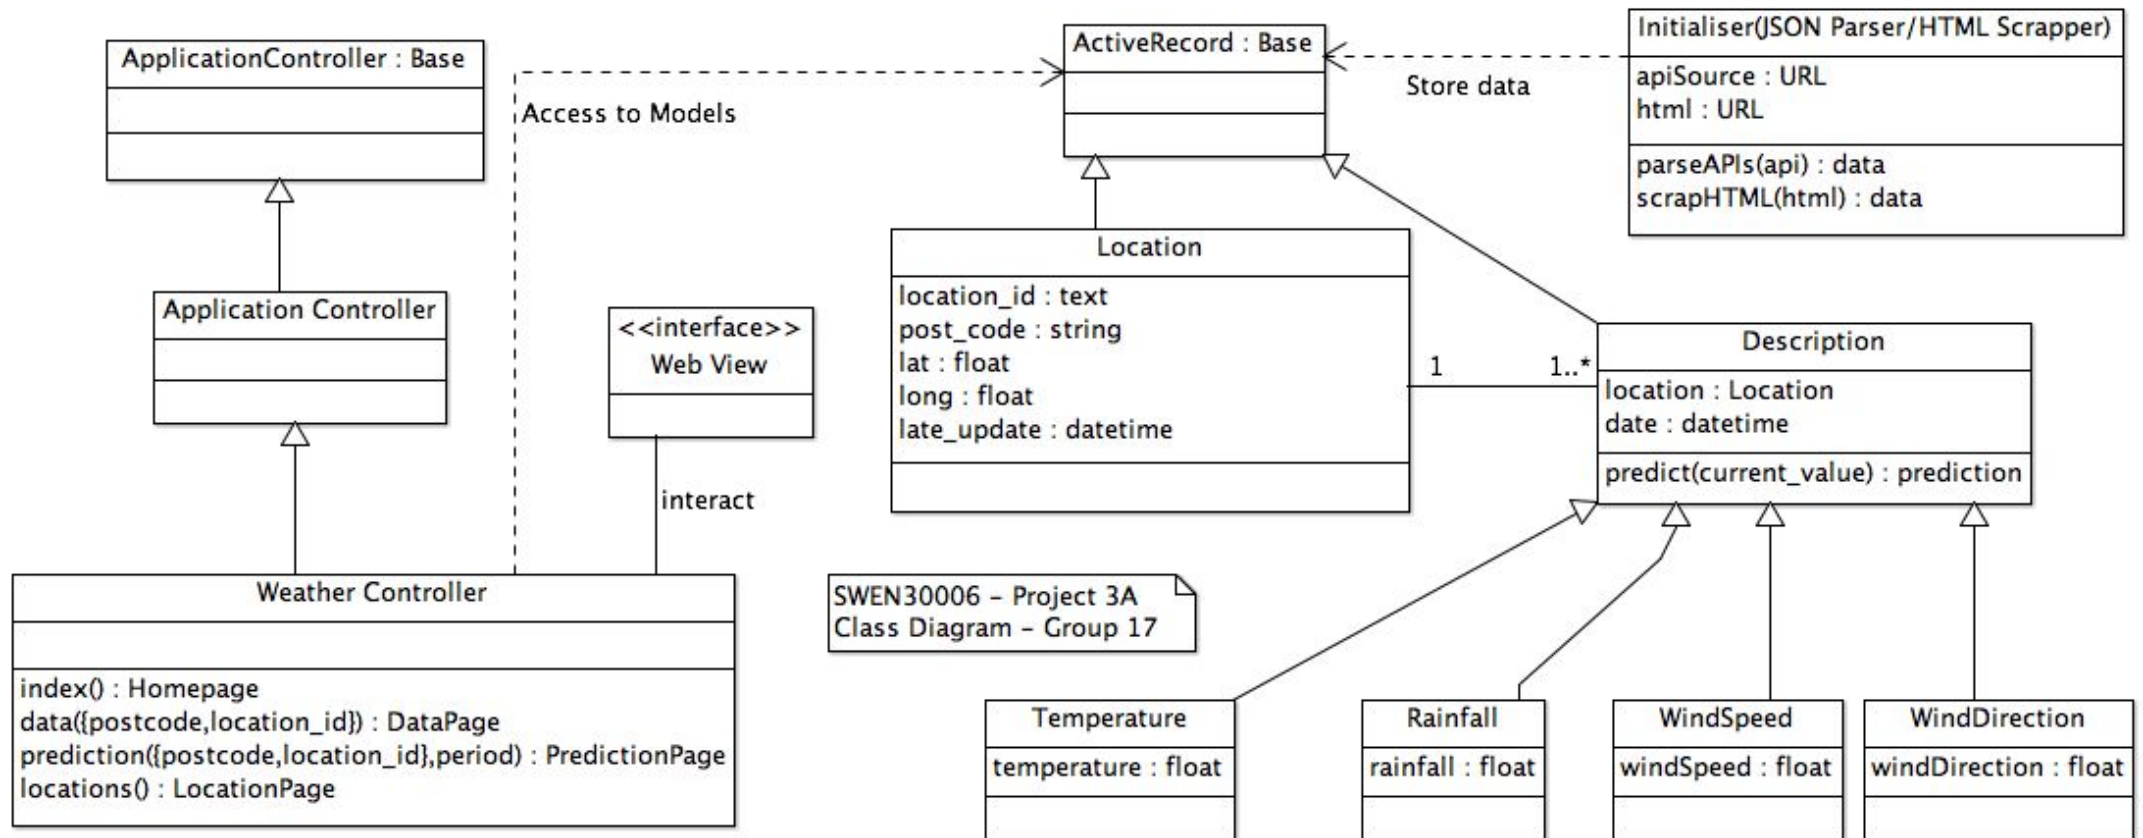 ApplicationController : Base
Access to Models
ActiveRecord : Base
Store data
Initialiser(JSON Parser/HTML Scrapper)
apiSource : URL
html : URL
parseAPIs(api) : data
scrapHTML(html) : data
Application Controller
<<interface>>
Web View
interact
Location
location_id : text
post_code : string
lat : float
long : float
late_update : datetime
1
1..*
Description
location : Location
date : datetime
predict(current_value) : prediction
Weather Controller
index() : Homepage
data({postcode,location_id}) : DataPage
prediction({postcode,location_id},period) : PredictionPage
locations() : LocationPage
SWEN30006 – Project 3A
Class Diagram – Group 17
Temperature
temperature : float
Rainfall
rainfall : float
WindSpeed
windSpeed : float
WindDirection
windDirection : float